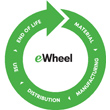 eWheel
MATERIAL
MANUFACTURING
DISTRIBUTION
USE
END OF LIFE